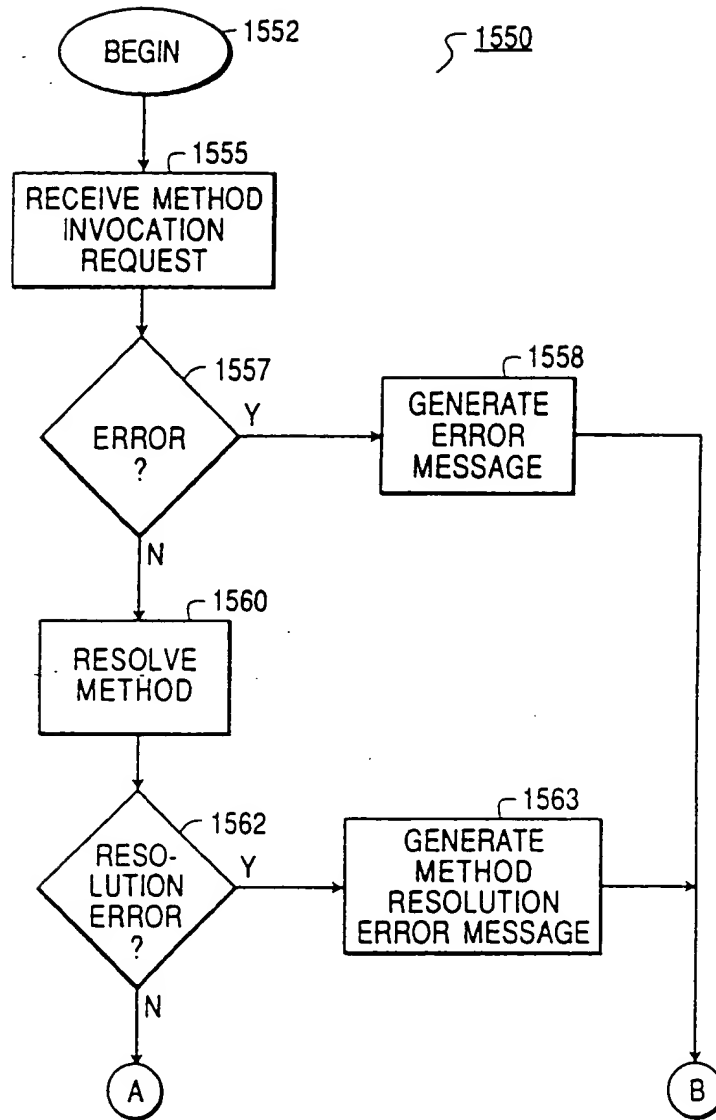 1552
BEGIN
1550
1555
RECEIVE METHOD
INVOCATION
REQUEST
1557
ERROR
?
Y
N
1558
GENERATE
ERROR
MESSAGE
1560
RESOLVE
METHOD
1562
RESO-
LUTION
ERROR
?
Y
N
1563
GENERATE
METHOD
RESOLUTION
ERROR MESSAGE
A
B